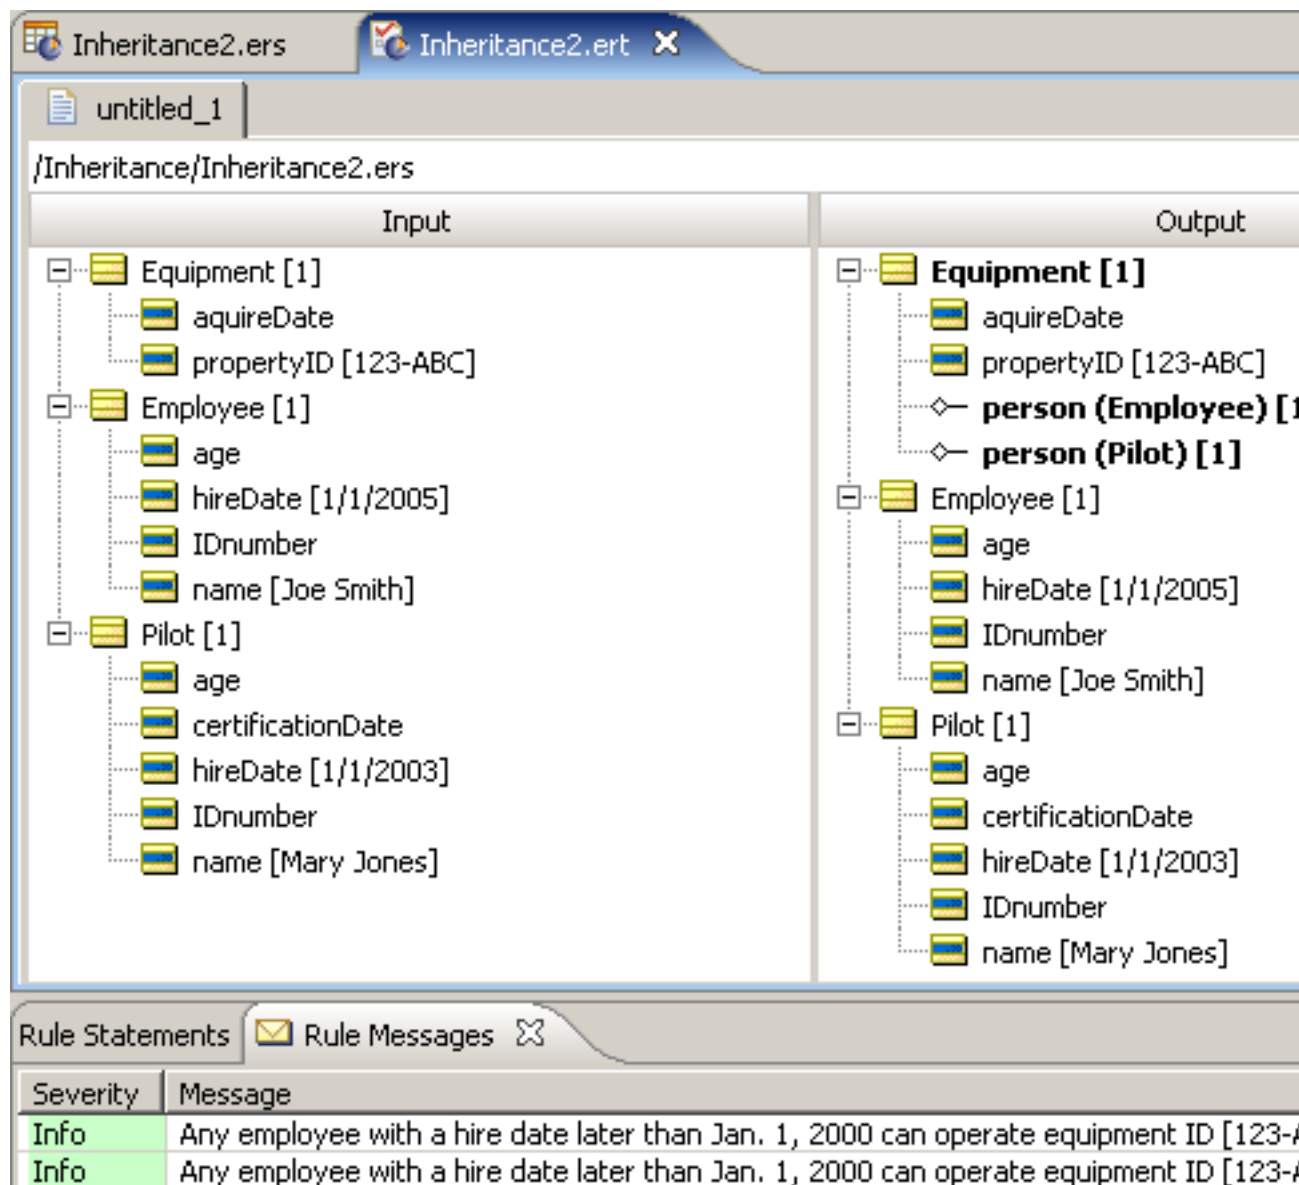 Inheritance2.ers Inheritance2.ert
untitled_1
/Inheritance/Inheritance2.ers
Input
Equipment [1]
aquireDate
propertyID [123-ABC]
Employee [1]
age
hireDate [1/1/2005]
IDnumber
name [Joe Smith]
Pilot [1]
age
certificationDate
hireDate [1/1/2003]
IDnumber
name [Mary Jones]
Output
Equipment [1]
aquireDate
propertyID [123-ABC]
person (Employee) [1
person (Pilot) [1]
Employee [1]
age
hireDate [1/1/2005]
IDnumber
name [Joe Smith]
Pilot [1]
age
certificationDate
hireDate [1/1/2003]
IDnumber
name [Mary Jones]
Rule Statements Rule Messages
Severity Message
Info Any employee with a hire date later than Jan. 1, 2000 can operate equipment ID [123-A
Info Any employee with a hire date later than Jan. 1, 2000 can operate equipment ID [123-A